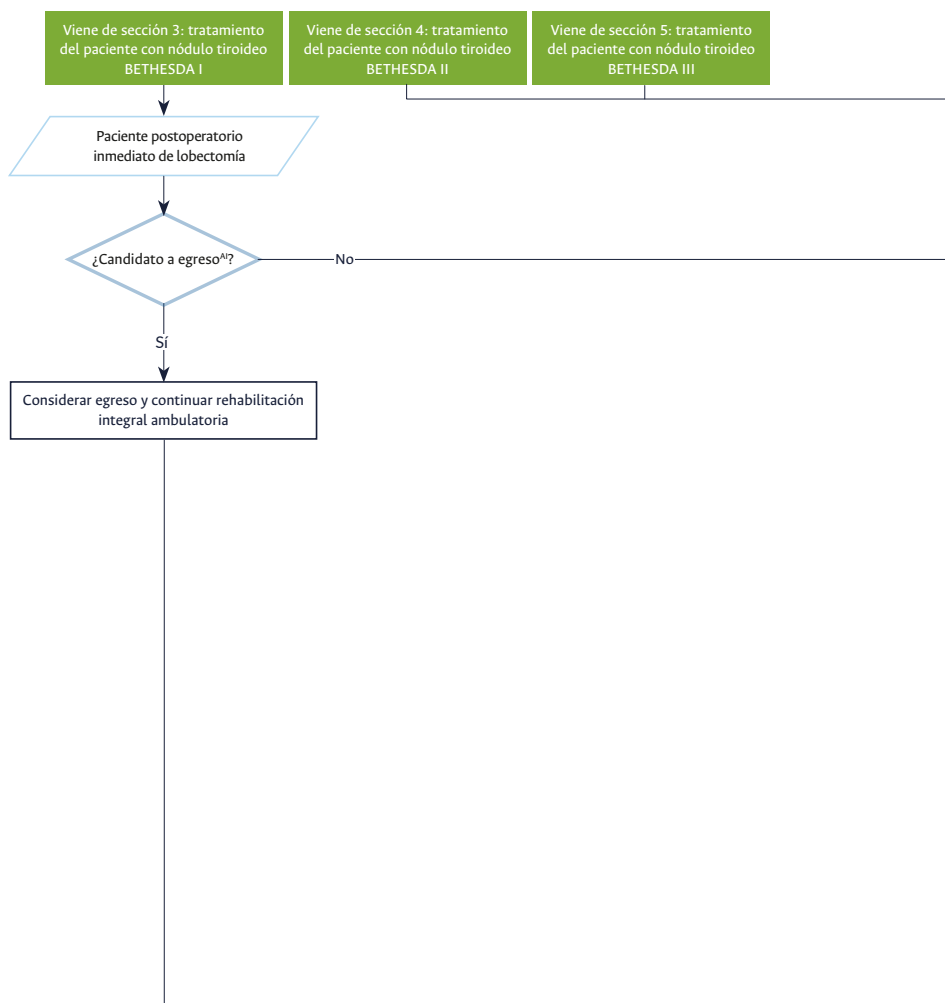 Viene de sección 3: tratamiento
del paciente con nódulo tiroideo
BETHESDA I
Viene de sección 4: tratamiento
del paciente con nódulo tiroideo
BETHESDA II
Viene de sección 5: tratamiento
del paciente con nódulo tiroideo
BETHESDA III
Paciente postoperatorio
inmediato de lobectomía
¿Candidato a egresoᴬᴵ?
No
Sí
Considerar egreso y continuar rehabilitación
integral ambulatoria